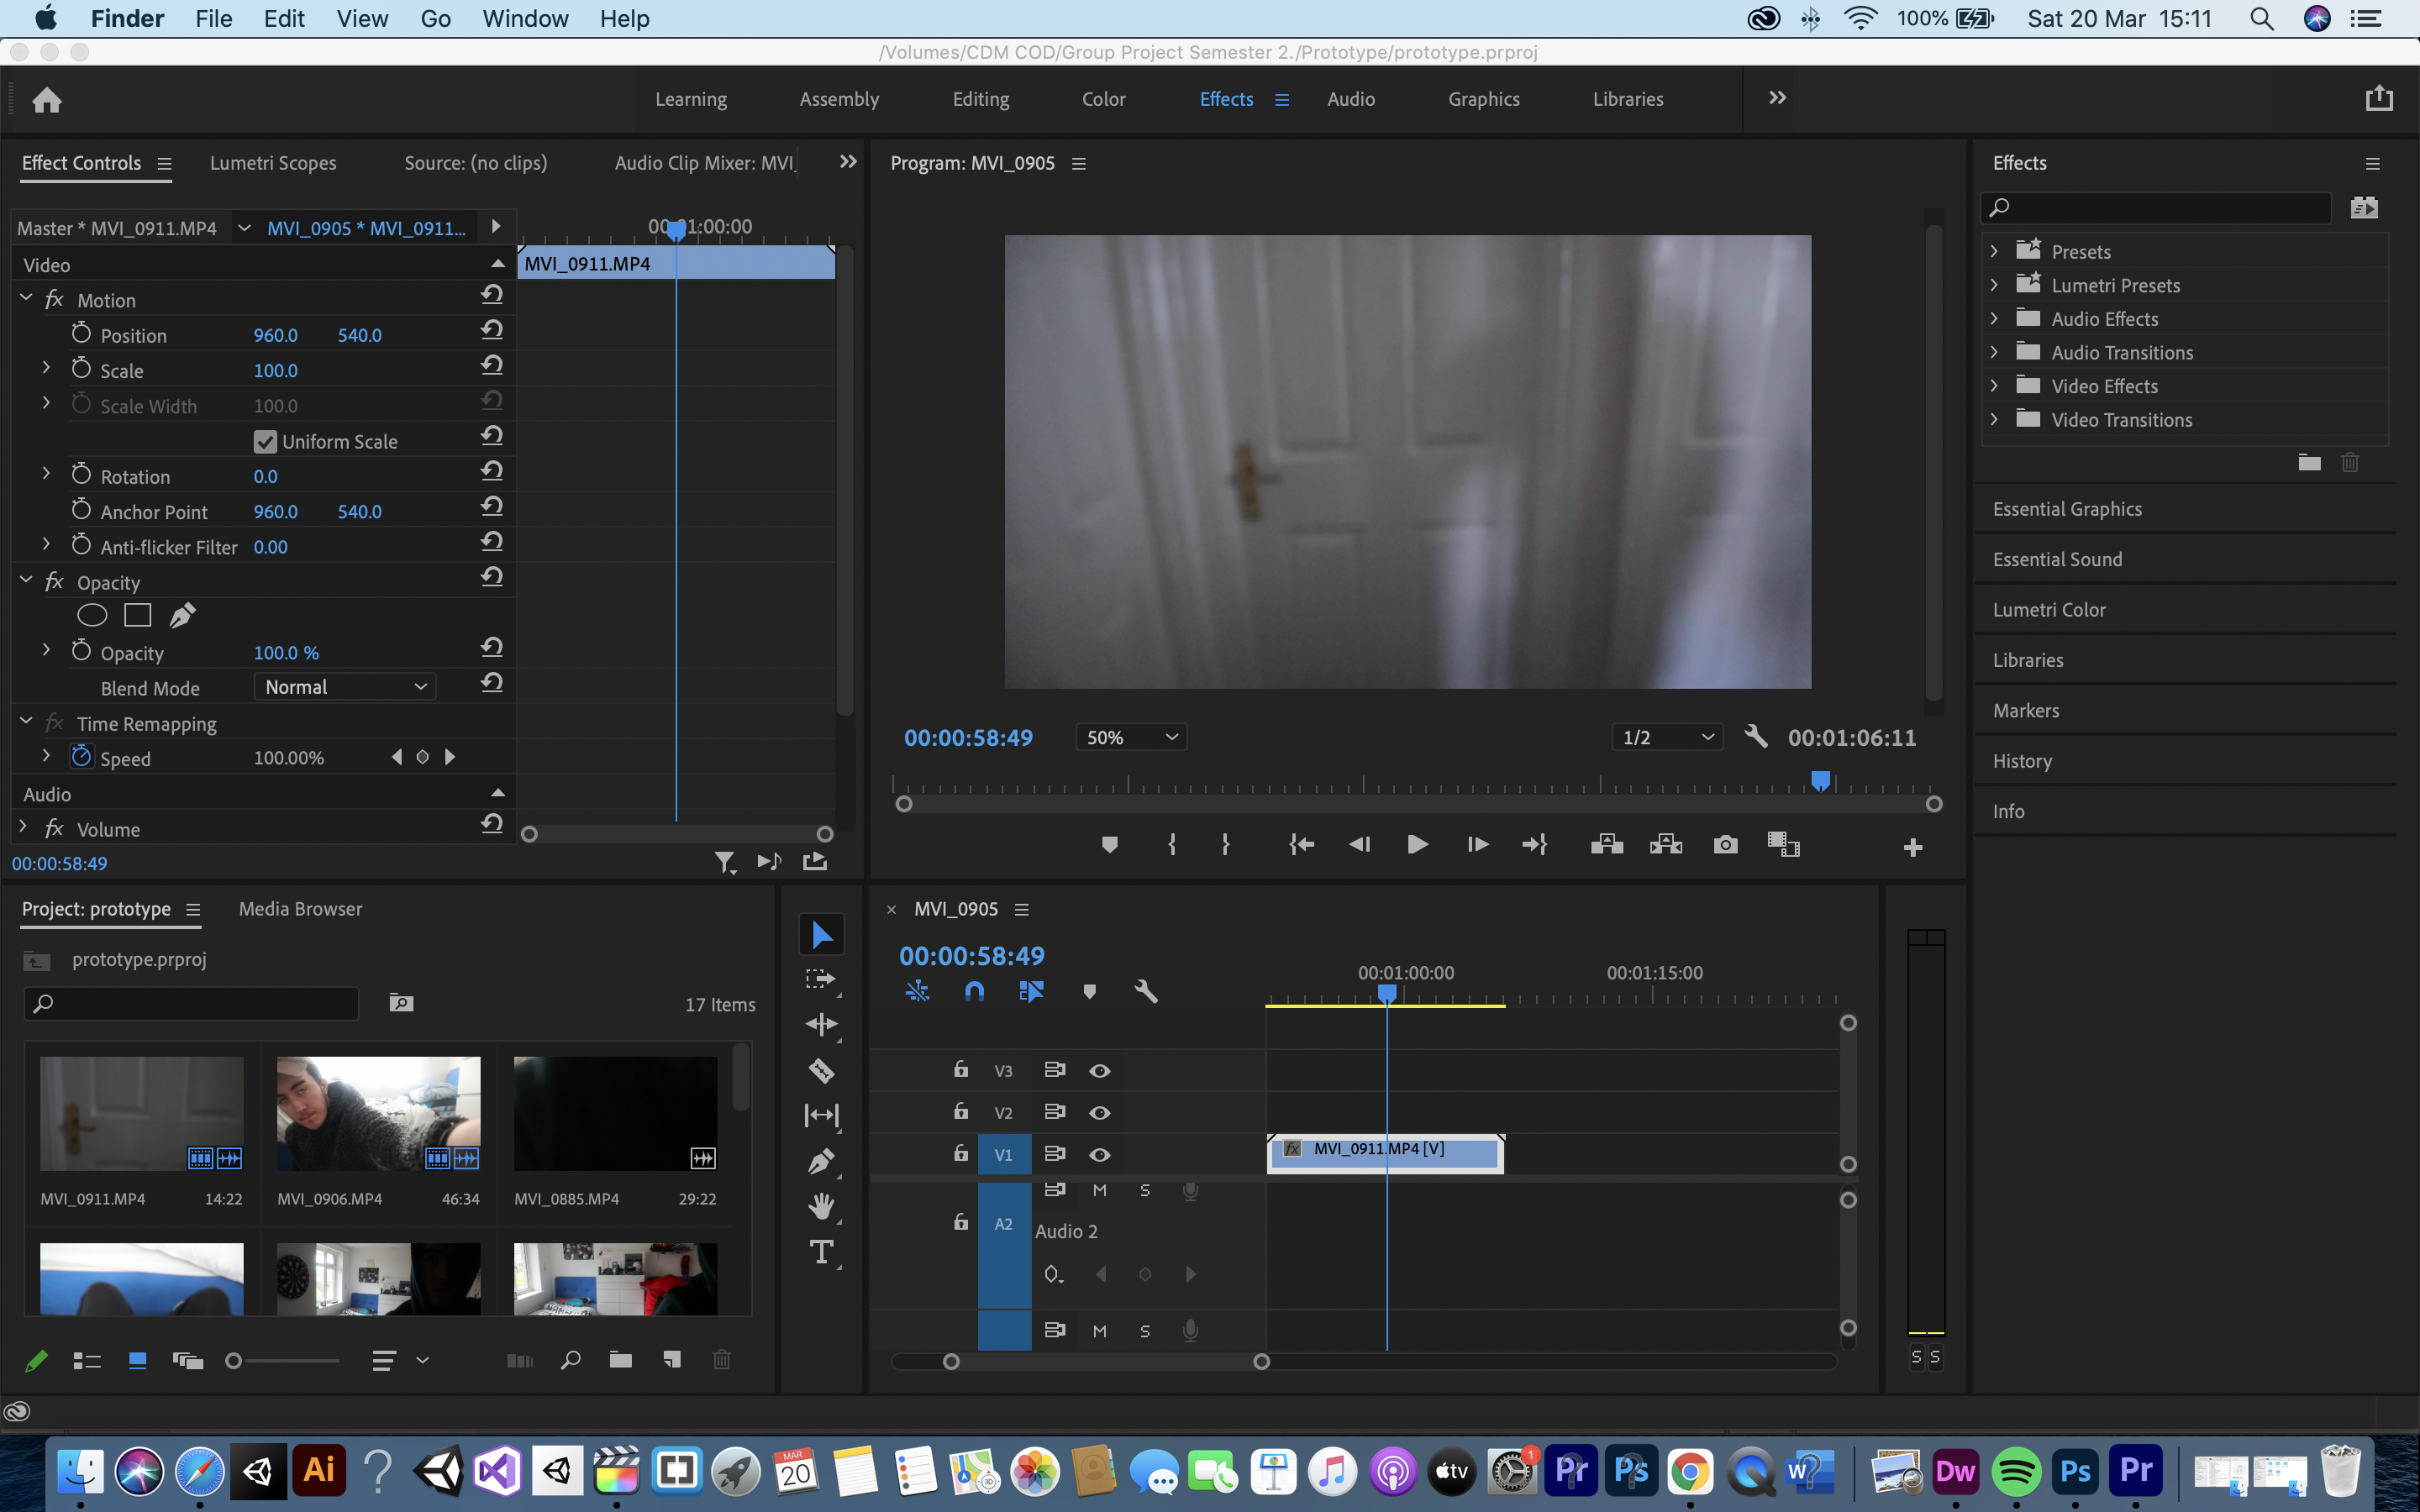 Finder File Edit View Go Window Help 100% Sat 20 Mar 15:11
/Volumes/CDM COD/Group Project Semester 2./Prototype/prototype.prproj
Learning Assembly Editing Color Effects Audio Graphics Libraries
Effect Controls Lumetri Scopes Source: (no clips) Audio Clip Mixer: MVI_
Master * MVI_0911.MP4 MVI_0905 * MVI_0911... 00:01:00:00
Video MVI_0911.MP4
fx Motion
Position 960.0 540.0
Scale 100.0
Scale Width 100.0
Uniform Scale
Rotation 0.0
Anchor Point 960.0 540.0
Anti-flicker Filter 0.00
fx Opacity
Opacity 100.0 %
Blend Mode Normal
fx Time Remapping
Speed 100.00%
Audio
fx Volume
00:00:58:49
Program: MVI_0905
00:00:58:49 50% 1/2 00:01:06:11
Effects
Presets
Lumetri Presets
Audio Effects
Audio Transitions
Video Effects
Video Transitions
Essential Graphics
Essential Sound
Lumetri Color
Libraries
Markers
History
Info
Project: prototype Media Browser
prototype.prproj
17 Items
MVI_0911.MP4 14:22 MVI_0906.MP4 46:34 MVI_0885.MP4 29:22
T
MVI_0905
00:00:58:49
00:01:00:00 00:01:15:00
V3
V2
V1 fx MVI_0911.MP4 [V]
M S
A2 Audio 2
M S
S S
Ai MAR 20 tv 1 Pr Ps W Dw Ps Pr